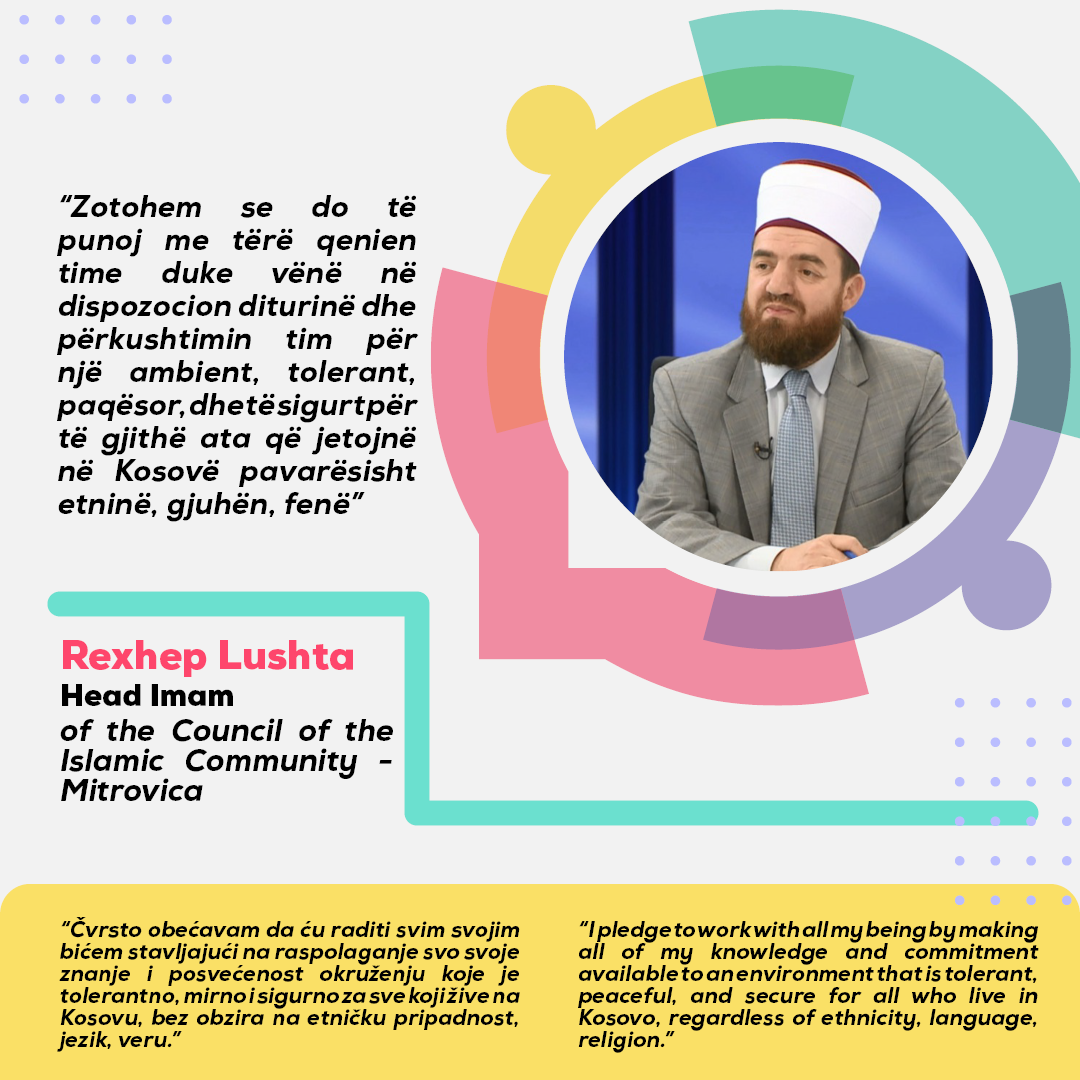 “Zotohem se do të
punoj me tërë qenien
time duke vënë në
dispozocion diturinë dhe
përkushtimin tim për
një ambient, tolerant,
paqësor, dhe të sigurt për
të gjithë ata që jetojnë
në Kosovë pavarësisht
etninë, gjuhën, fenë”
Rexhep Lushta
Head Imam
of the Council of the
Islamic Community -
Mitrovica
“Čvrsto obećavam da ću raditi svim svojim
bićem stavljajući na raspolaganje svo svoje
znanje i posvećenost okruženju koje je
tolerantno, mirno i sigurno za sve koji žive na
Kosovu, bez obzira na etničku pripadnost,
jezik, veru.”
“I pledge to work with all my being by making
all of my knowledge and commitment
available to an environment that is tolerant,
peaceful, and secure for all who live in
Kosovo, regardless of ethnicity, language,
religion.”